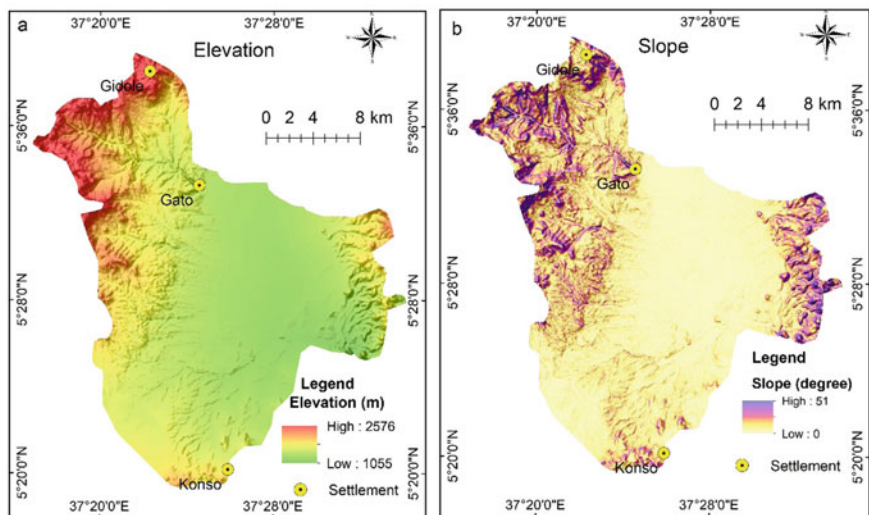 a
37°20'0"E
37°28'0"E
Elevation
Gidole
0 2 4 8 km
5°36'0"N
5°36'0"N
Gato
5°28'0"N
5°28'0"N
Legend
Elevation (m)
High : 2576
Low : 1055
5°20'0"N
5°20'0"N
Konso
Settlement
37°20'0"E
37°28'0"E
b
37°20'0"E
37°28'0"E
Slope
Gidole
0 2 4 8 km
5°36'0"N
5°36'0"N
Gato
5°28'0"N
5°28'0"N
Legend
Slope (degree)
High : 51
Low : 0
5°20'0"N
5°20'0"N
Konso
Settlement
37°20'0"E
37°28'0"E